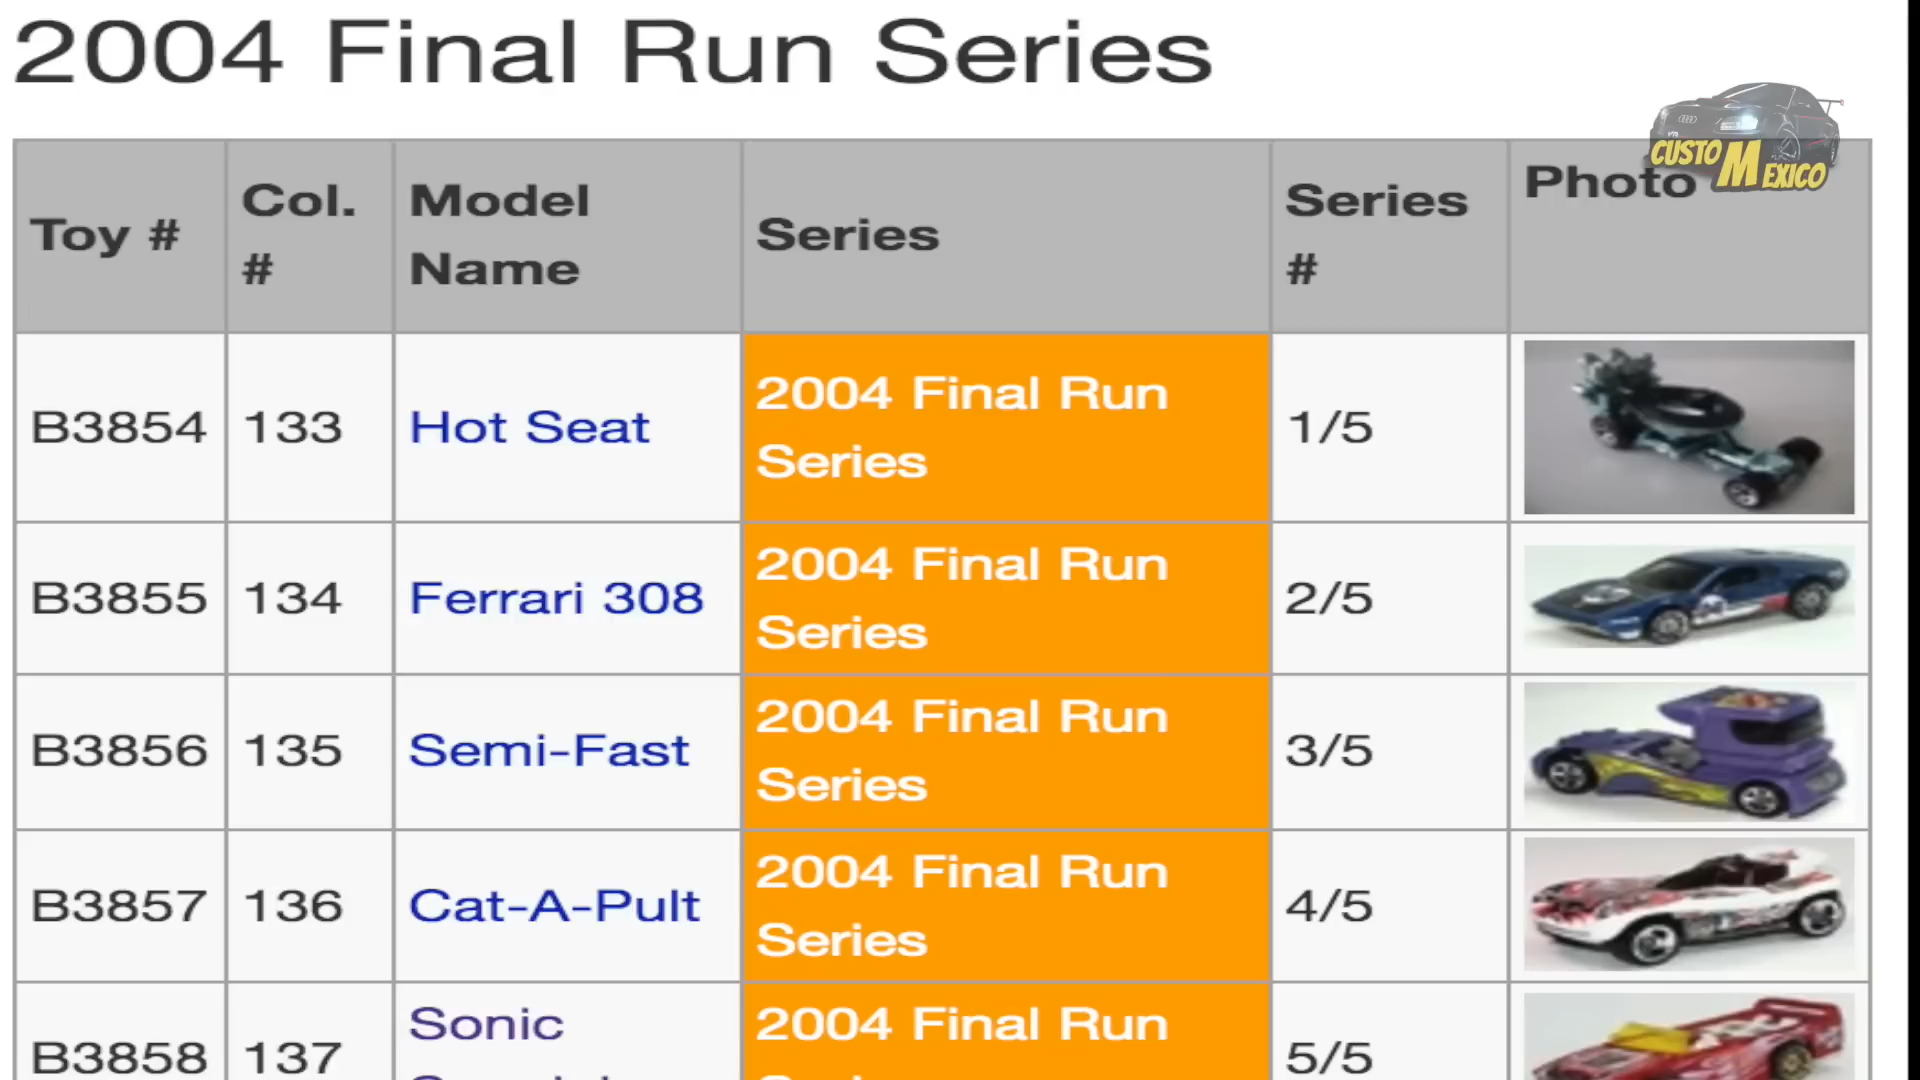 2004 Final Run Series
CUSTO
MEXICO
Toy #
Col.
#
Model
Name
Series
Series
#
Photo
B3854
133
Hot Seat
2004 Final Run
Series
1/5
B3855
134
Ferrari 308
2004 Final Run
Series
2/5
B3856
135
Semi-Fast
2004 Final Run
Series
3/5
B3857
136
Cat-A-Pult
2004 Final Run
Series
4/5
B3858
137
Sonic
2004 Final Run
5/5